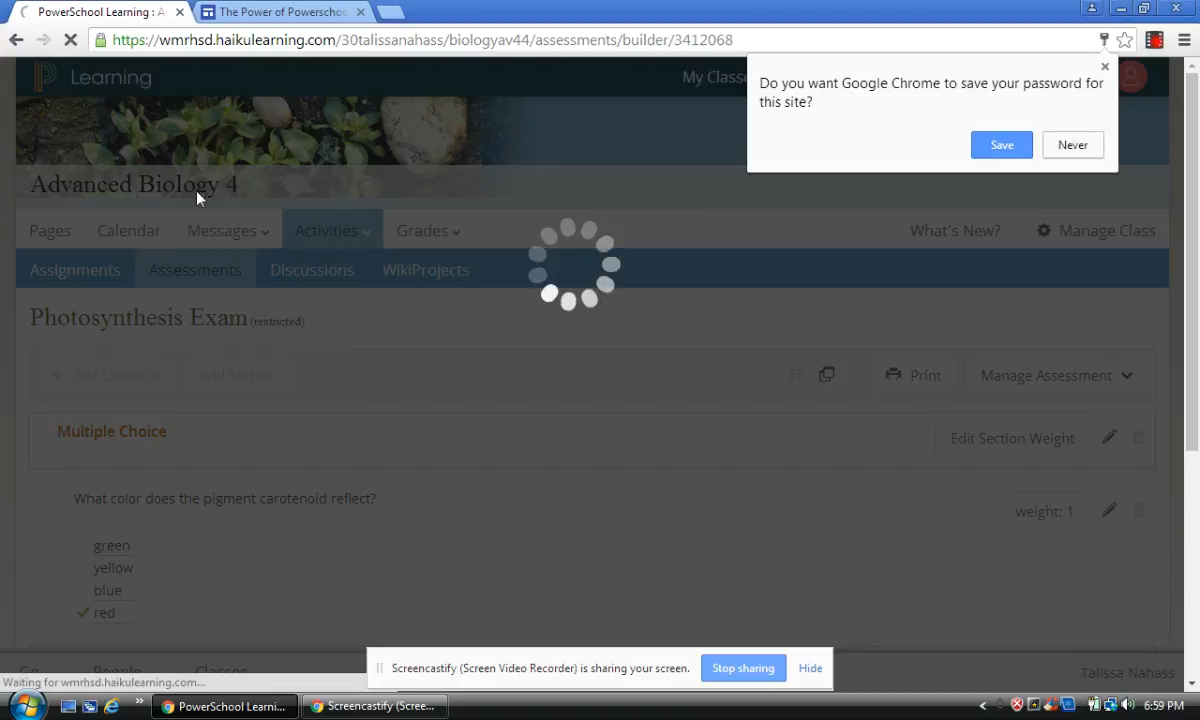 PowerSchool Learning : A
The Power of Powerschoo
https://wmrhsd.haikulearning.com/30talissanahass/biologyav44/assessments/builder/3412068
Learning
My Classe
Do you want Google Chrome to save your password for
this site?
Save
Never
Advanced Biology 4
Pages
Calendar
Messages
Activities
Grades
What's New?
Manage Class
Assignments
Assessments
Discussions
WikiProjects
Photosynthesis Exam (restricted)
+ Add Question
Add Section
Print
Manage Assessment
Multiple Choice
Edit Section Weight
What color does the pigment carotenoid reflect?
weight: 1
green
yellow
blue
red
Screencastify (Screen Video Recorder) is sharing your screen.
Stop sharing
Hide
Go
People
Classes
Talissa Nahass
Waiting for wmrhsd.haikulearning.com...
PowerSchool Learni...
Screencastify (Scree...
6:59 PM